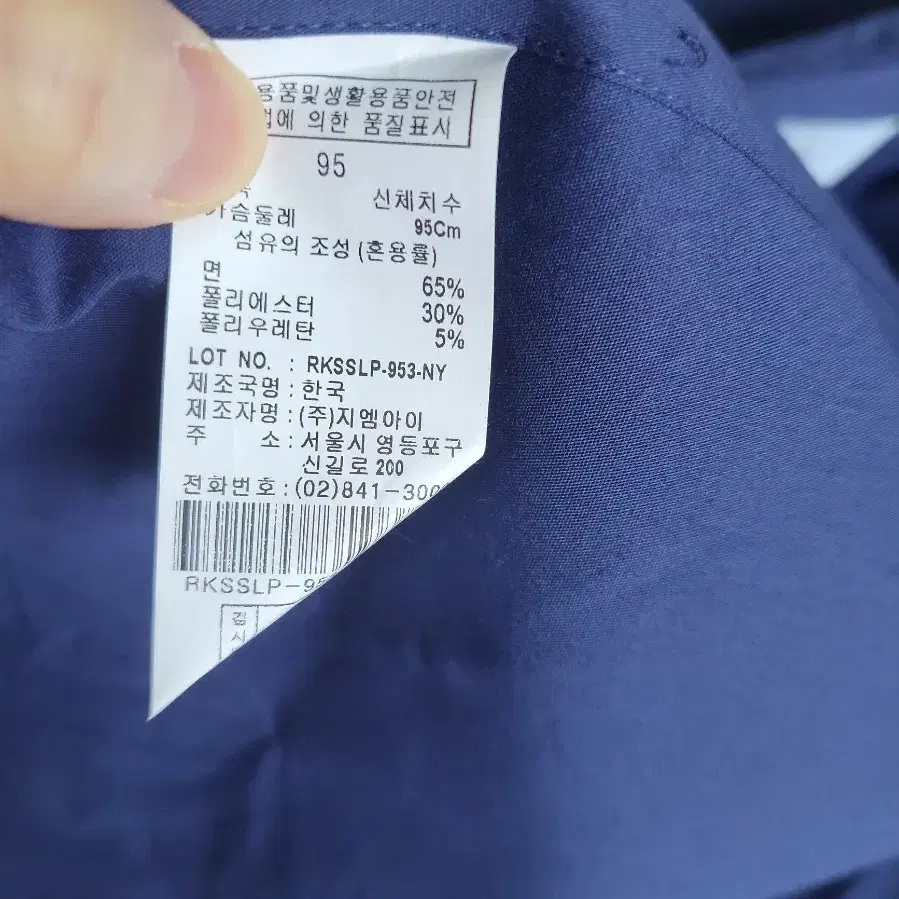 용품및생활용품안전
법에 의한 품질표시
95
신체치수
가슴둘레 95Cm
섬유의 조성 (혼용률)
면 65%
폴리에스터 30%
폴리우레탄 5%
LOT NO. : RKSSLP-953-NY
제조국명 : 한국
제조자명 : (주)지엠아이
주 소 : 서울시 영등포구
신길로 200
전화번호 : (02)841-300
RKSSLP-95